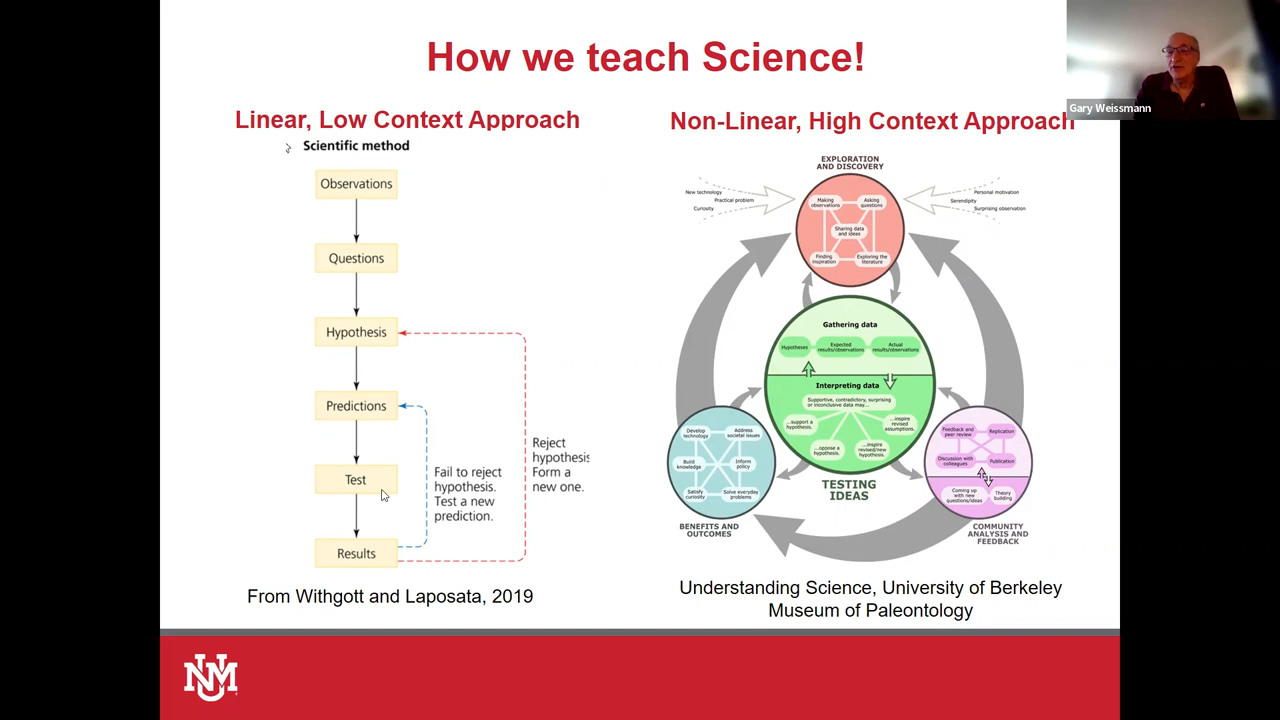 How we teach Science!
Gary Weissmann
Linear, Low Context Approach
Scientific method
Observations
Questions
Hypothesis
Predictions
Test
Results
Fail to reject
hypothesis.
Test a new
prediction.
Reject
hypothesis
Form a
new one.
From Withgott and Laposata, 2019
Non-Linear, High Context Approach
EXPLORATION
AND DISCOVERY
New technology
Practical problem
Curiosity
Personal motivation
Serendipity
Surprising observation
Making
observations
Asking
questions
Sharing data
and ideas
Finding
inspiration
Exploring the
literature
Gathering data
Hypotheses
Expected
results/observations
Actual
results/observations
Interpreting data
Supportive, contradictory, surprising
or inconclusive data may...
...support a
hypothesis.
...oppose a
hypothesis.
...inspire
revised/new
hypothesis.
...inspire
revised
assumptions.
TESTING
IDEAS
Develop
technology
Address
societal issues
Build
knowledge
Inform
policy
Satisfy
curiosity
Solve everyday
problems
BENEFITS AND
OUTCOMES
Feedback and
peer review
Replication
Discussion with
colleagues
Publication
Coming up
with new
questions/ideas
Theory
building
COMMUNITY
ANALYSIS AND
FEEDBACK
Understanding Science, University of Berkeley
Museum of Paleontology
UNM